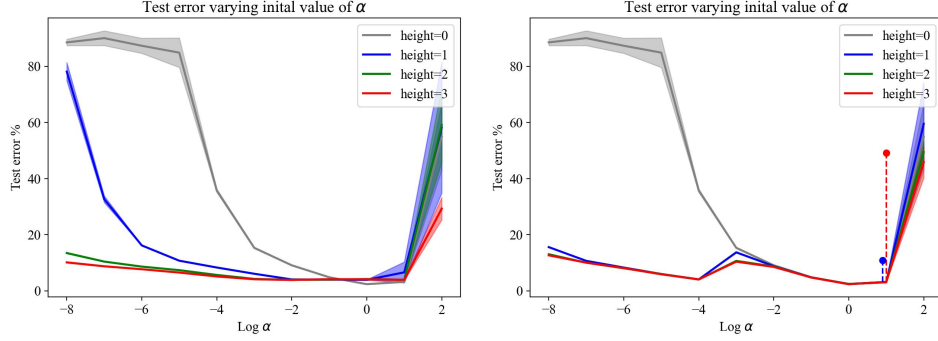 Test error varying inital value of α
Test error %
80
60
40
20
0
height=0
height=1
height=2
height=3
−8
−6
−4
−2
0
2
Log α
Test error varying inital value of α
Test error %
80
60
40
20
0
height=0
height=1
height=2
height=3
−8
−6
−4
−2
0
2
Log α